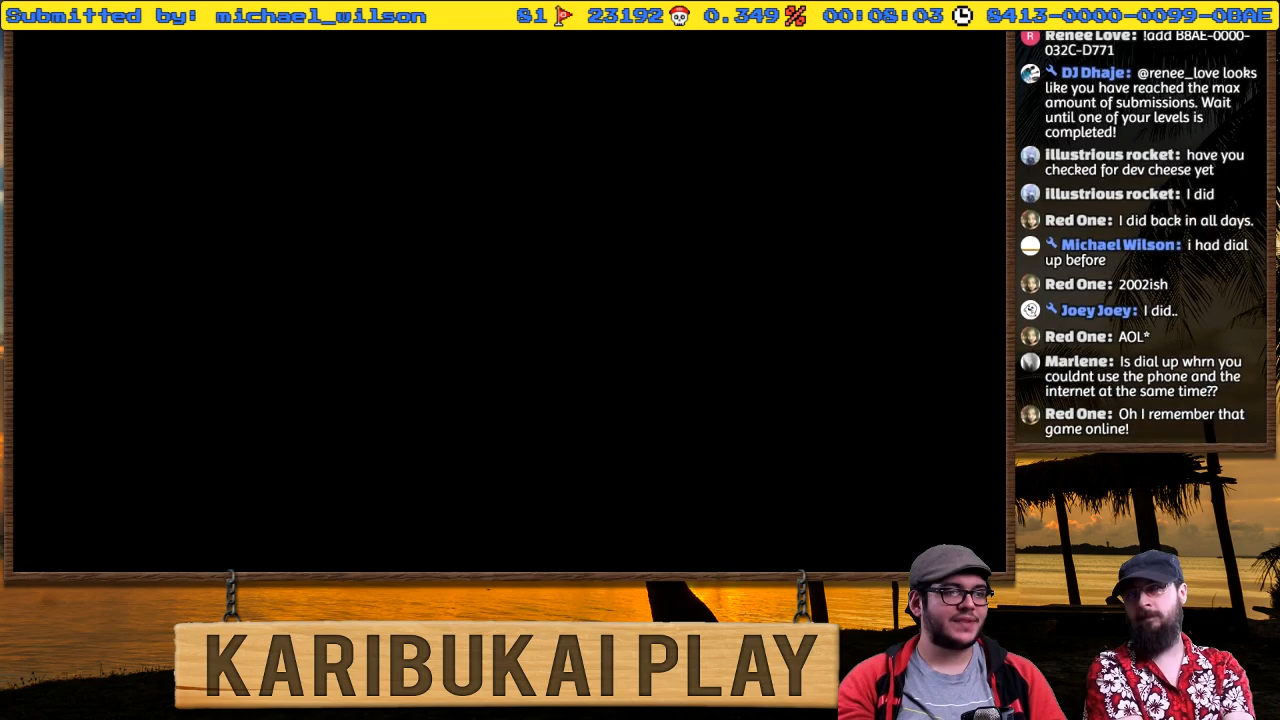 Submitted by: michael_wilson 81 23192 0.349% 00:08:03 8413-0000-0099-0BAE
Renee Love: !add B8AE-0000-
032C-D771
DJ Dhaje: @renee_love looks
like you have reached the max
amount of submissions. Wait
until one of your levels is
completed!
illustrious rocket: have you
checked for dev cheese yet
illustrious rocket: I did
Red One: I did back in all days.
Michael Wilson: i had dial
up before
Red One: 2002ish
Joey Joey: I did..
Red One: AOL*
Marlene: Is dial up whrn you
couldnt use the phone and the
internet at the same time??
Red One: Oh I remember that
game online!
KARIBUKAI PLAY